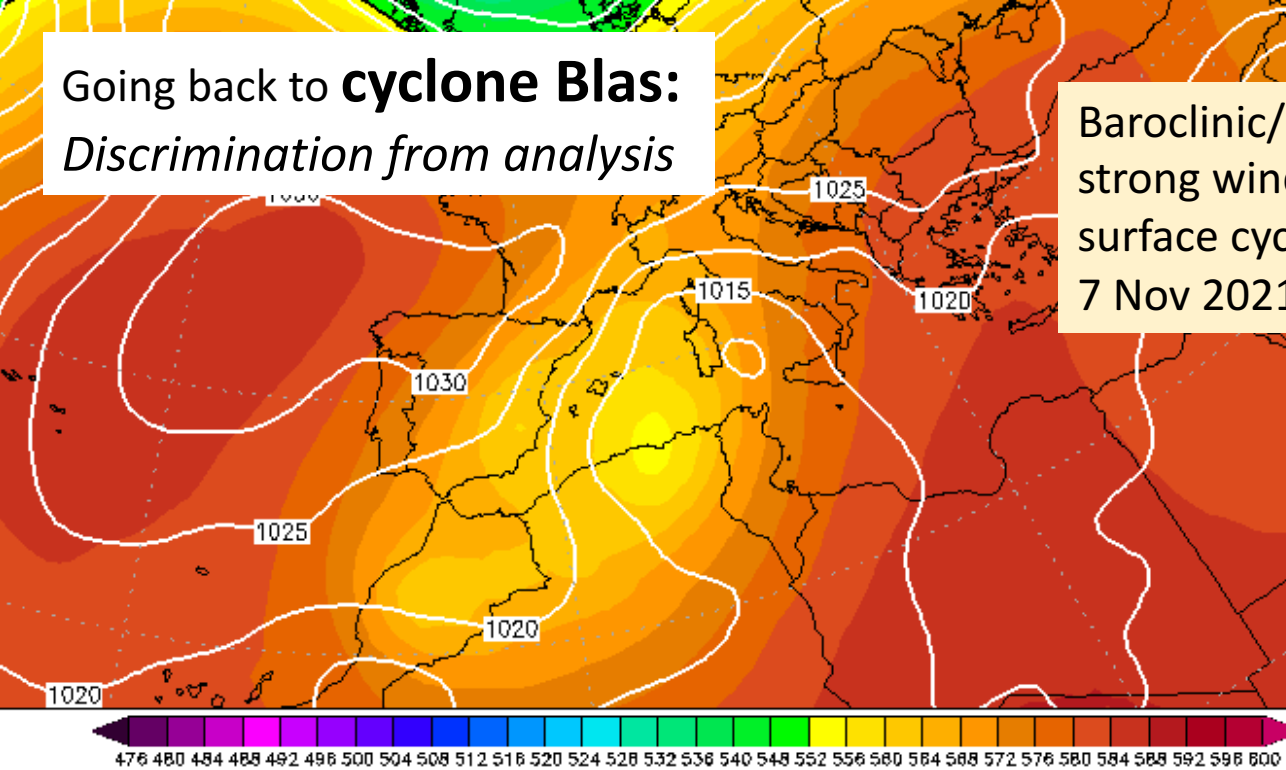 Going back to cyclone Blas:
Discrimination from analysis
Baroclinic/
strong win
surface cyc
7 Nov 2021
1025
1015
1020
1030
1025
1020
1020
476 480 484 488 492 496 500 504 508 512 516 520 524 528 532 536 540 544 548 552 556 560 564 568 572 576 580 584 588 592 596 600